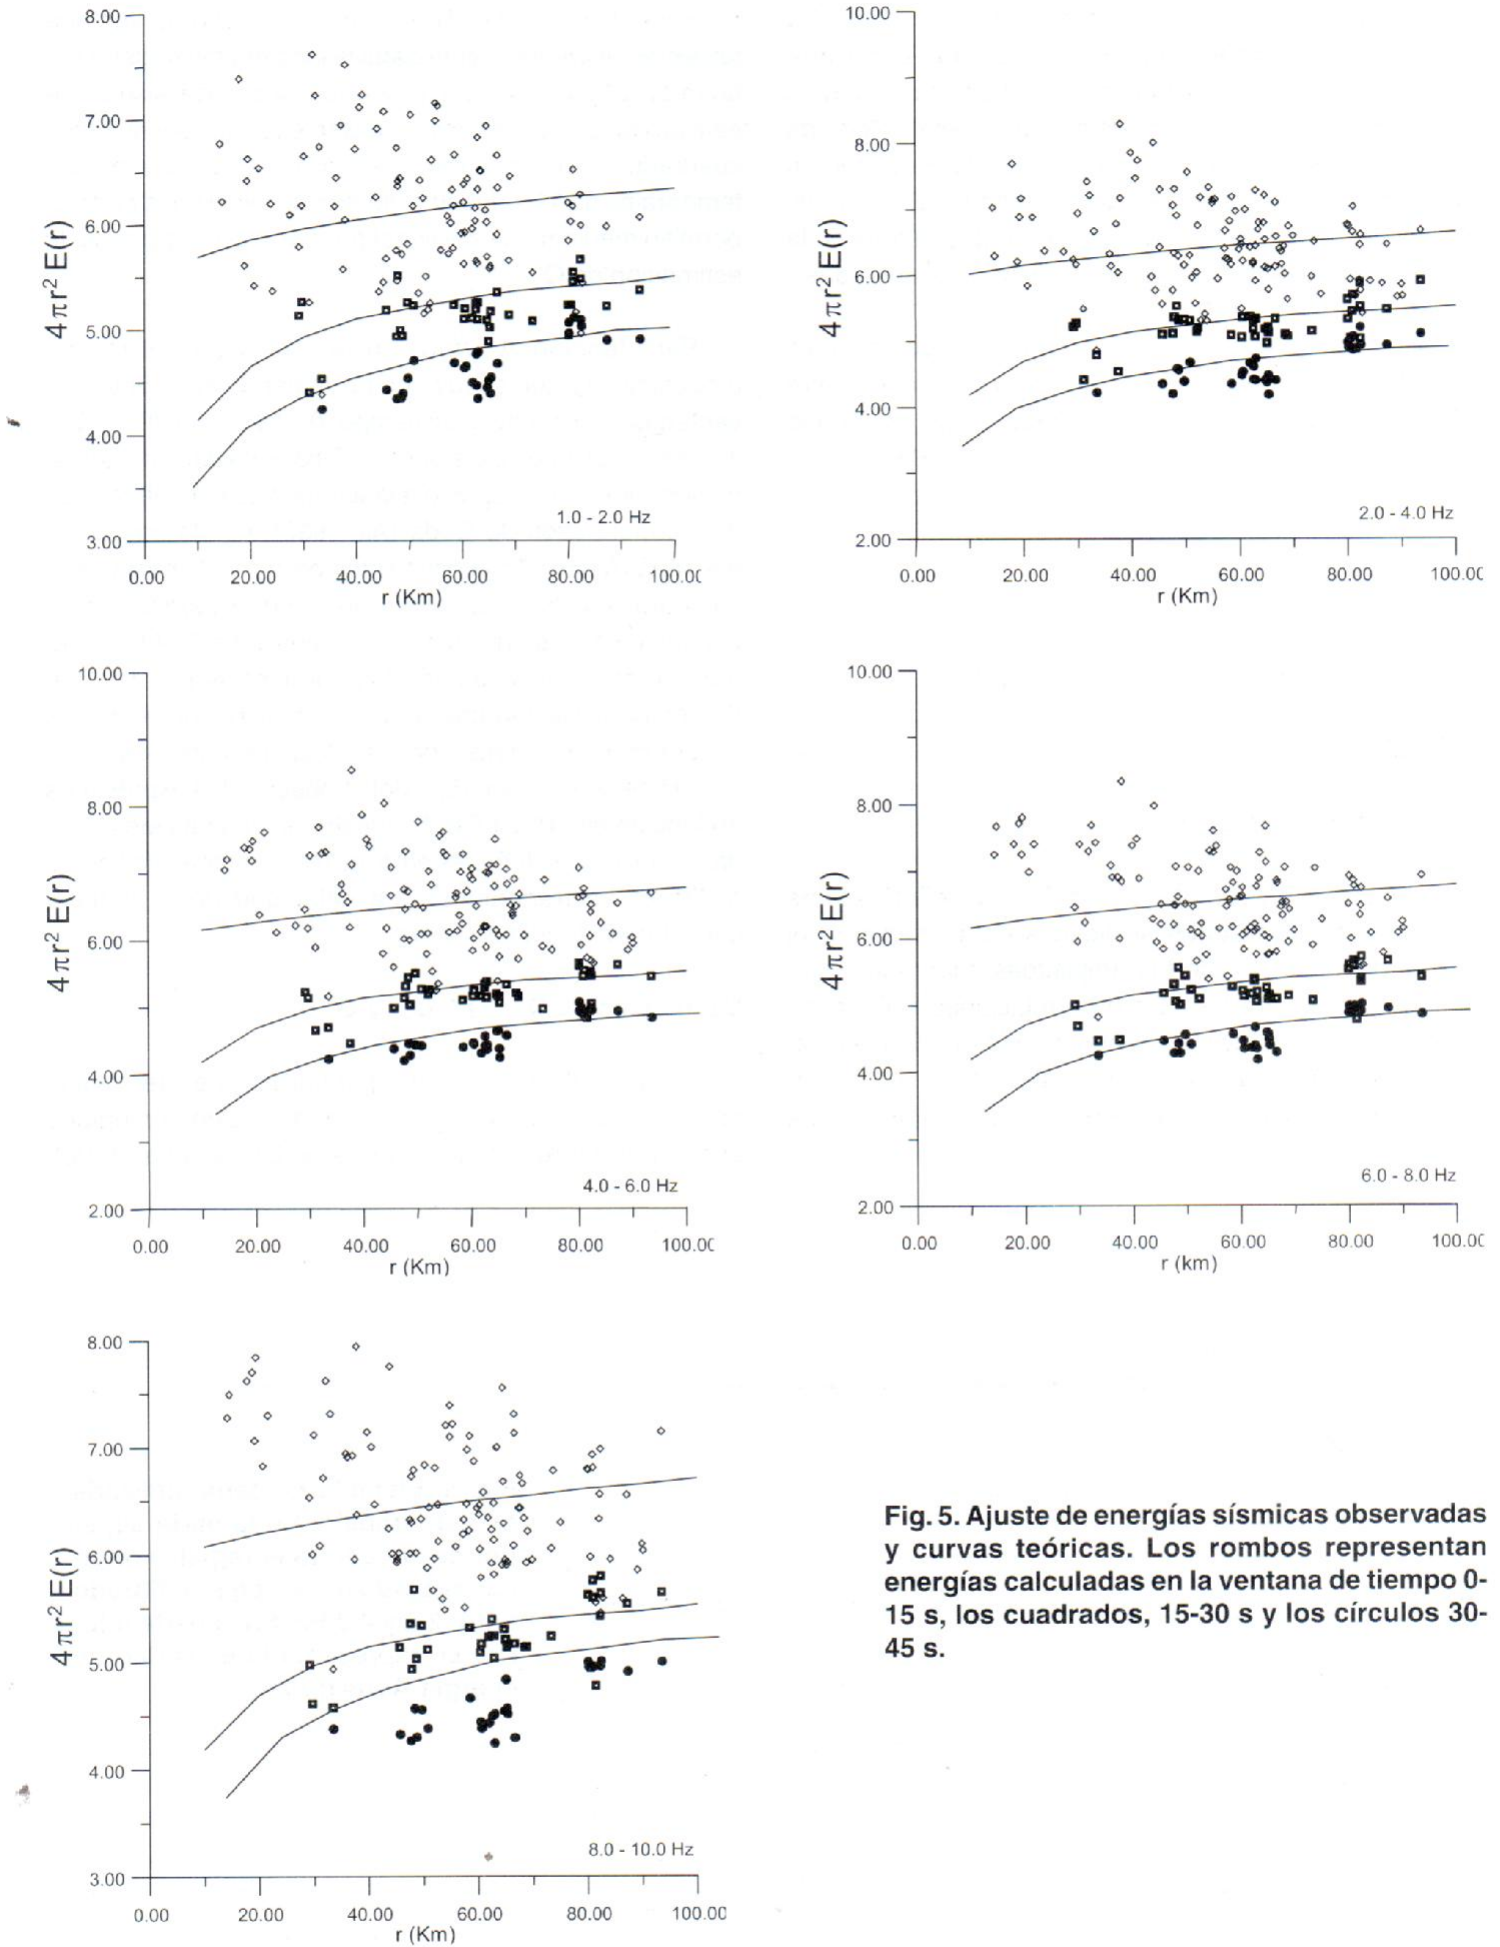 8.00
7.00
6.00
5.00
4.00
3.00
4πr² E(r)
1.0 - 2.0 Hz
0.00 20.00 40.00 60.00 80.00 100.00
r (Km)
10.00
8.00
6.00
4.00
2.00
4πr² E(r)
2.0 - 4.0 Hz
0.00 20.00 40.00 60.00 80.00 100.00
r (Km)
10.00
8.00
6.00
4.00
2.00
4πr² E(r)
4.0 - 6.0 Hz
0.00 20.00 40.00 60.00 80.00 100.00
r (Km)
10.00
8.00
6.00
4.00
2.00
4πr² E(r)
6.0 - 8.0 Hz
0.00 20.00 40.00 60.00 80.00 100.00
r (km)
8.00
7.00
6.00
5.00
4.00
3.00
4πr² E(r)
8.0 - 10.0 Hz
0.00 20.00 40.00 60.00 80.00 100.00
r (Km)
Fig. 5. Ajuste de energías sísmicas observadas
y curvas teóricas. Los rombos representan
energías calculadas en la ventana de tiempo 0-
15 s, los cuadrados, 15-30 s y los círculos 30-
45 s.